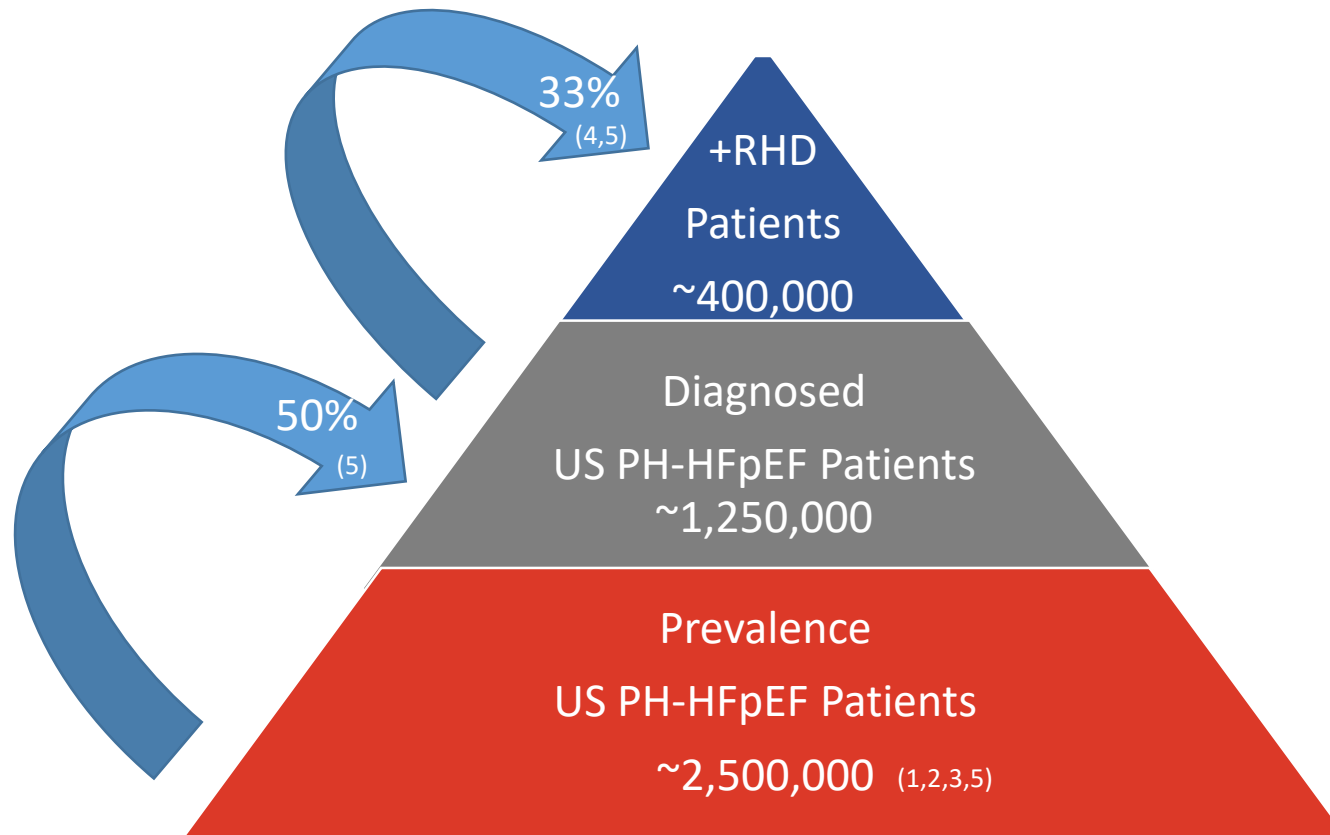 33%
(4,5)
+RHD
Patients
~400,000
50%
(5)
Diagnosed
US PH-HFpEF Patients
~1,250,000
Prevalence
US PH-HFpEF Patients
~2,500,000 (1,2,3,5)